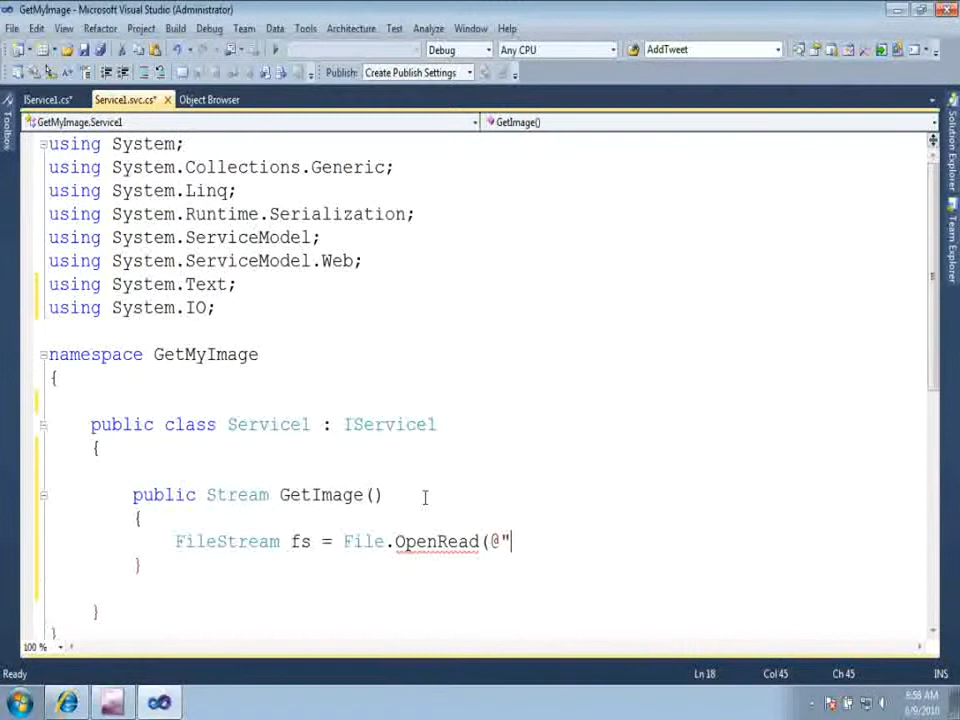 GetMyImage - Microsoft Visual Studio (Administrator)
File Edit View Refactor Project Build Debug Team Data Tools Architecture Test Analyze Window Help
Debug Any CPU AddTweet
Publish: Create Publish Settings
IService1.cs* Service1.svc.cs* Object Browser
GetMyImage.Service1 GetImage()
Toolbox
Solution Explorer
Team Explorer
using System;
using System.Collections.Generic;
using System.Linq;
using System.Runtime.Serialization;
using System.ServiceModel;
using System.ServiceModel.Web;
using System.Text;
using System.IO;
namespace GetMyImage
{
public class Service1 : IService1
{
public Stream GetImage()
{
FileStream fs = File.OpenRead(@"
}
}
}
100 %
Ready Ln 18 Col 45 Ch 45 INS
8:58 AM
6/9/2010